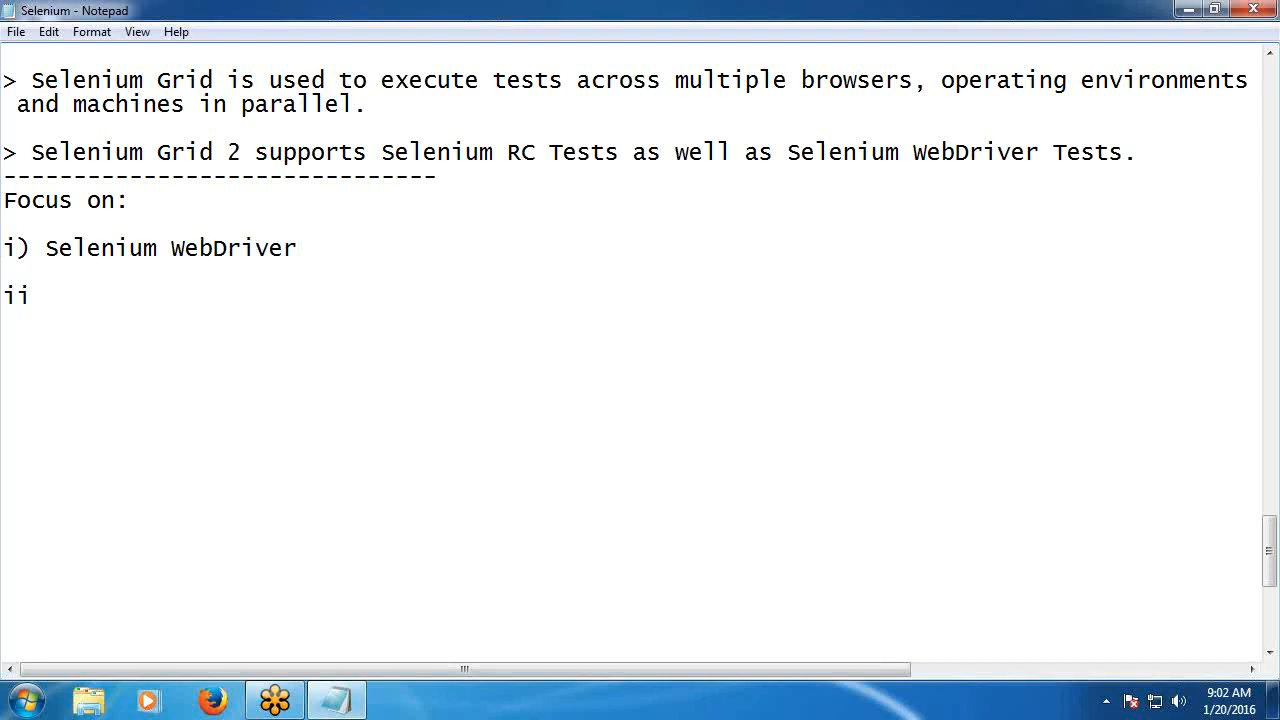 Selenium - Notepad
File Edit Format View Help
> Selenium Grid is used to execute tests across multiple browsers, operating environments
and machines in parallel.
> Selenium Grid 2 supports Selenium RC Tests as well as Selenium WebDriver Tests.
-------------------------------
Focus on:
i) Selenium WebDriver
ii
9:02 AM
1/20/2016